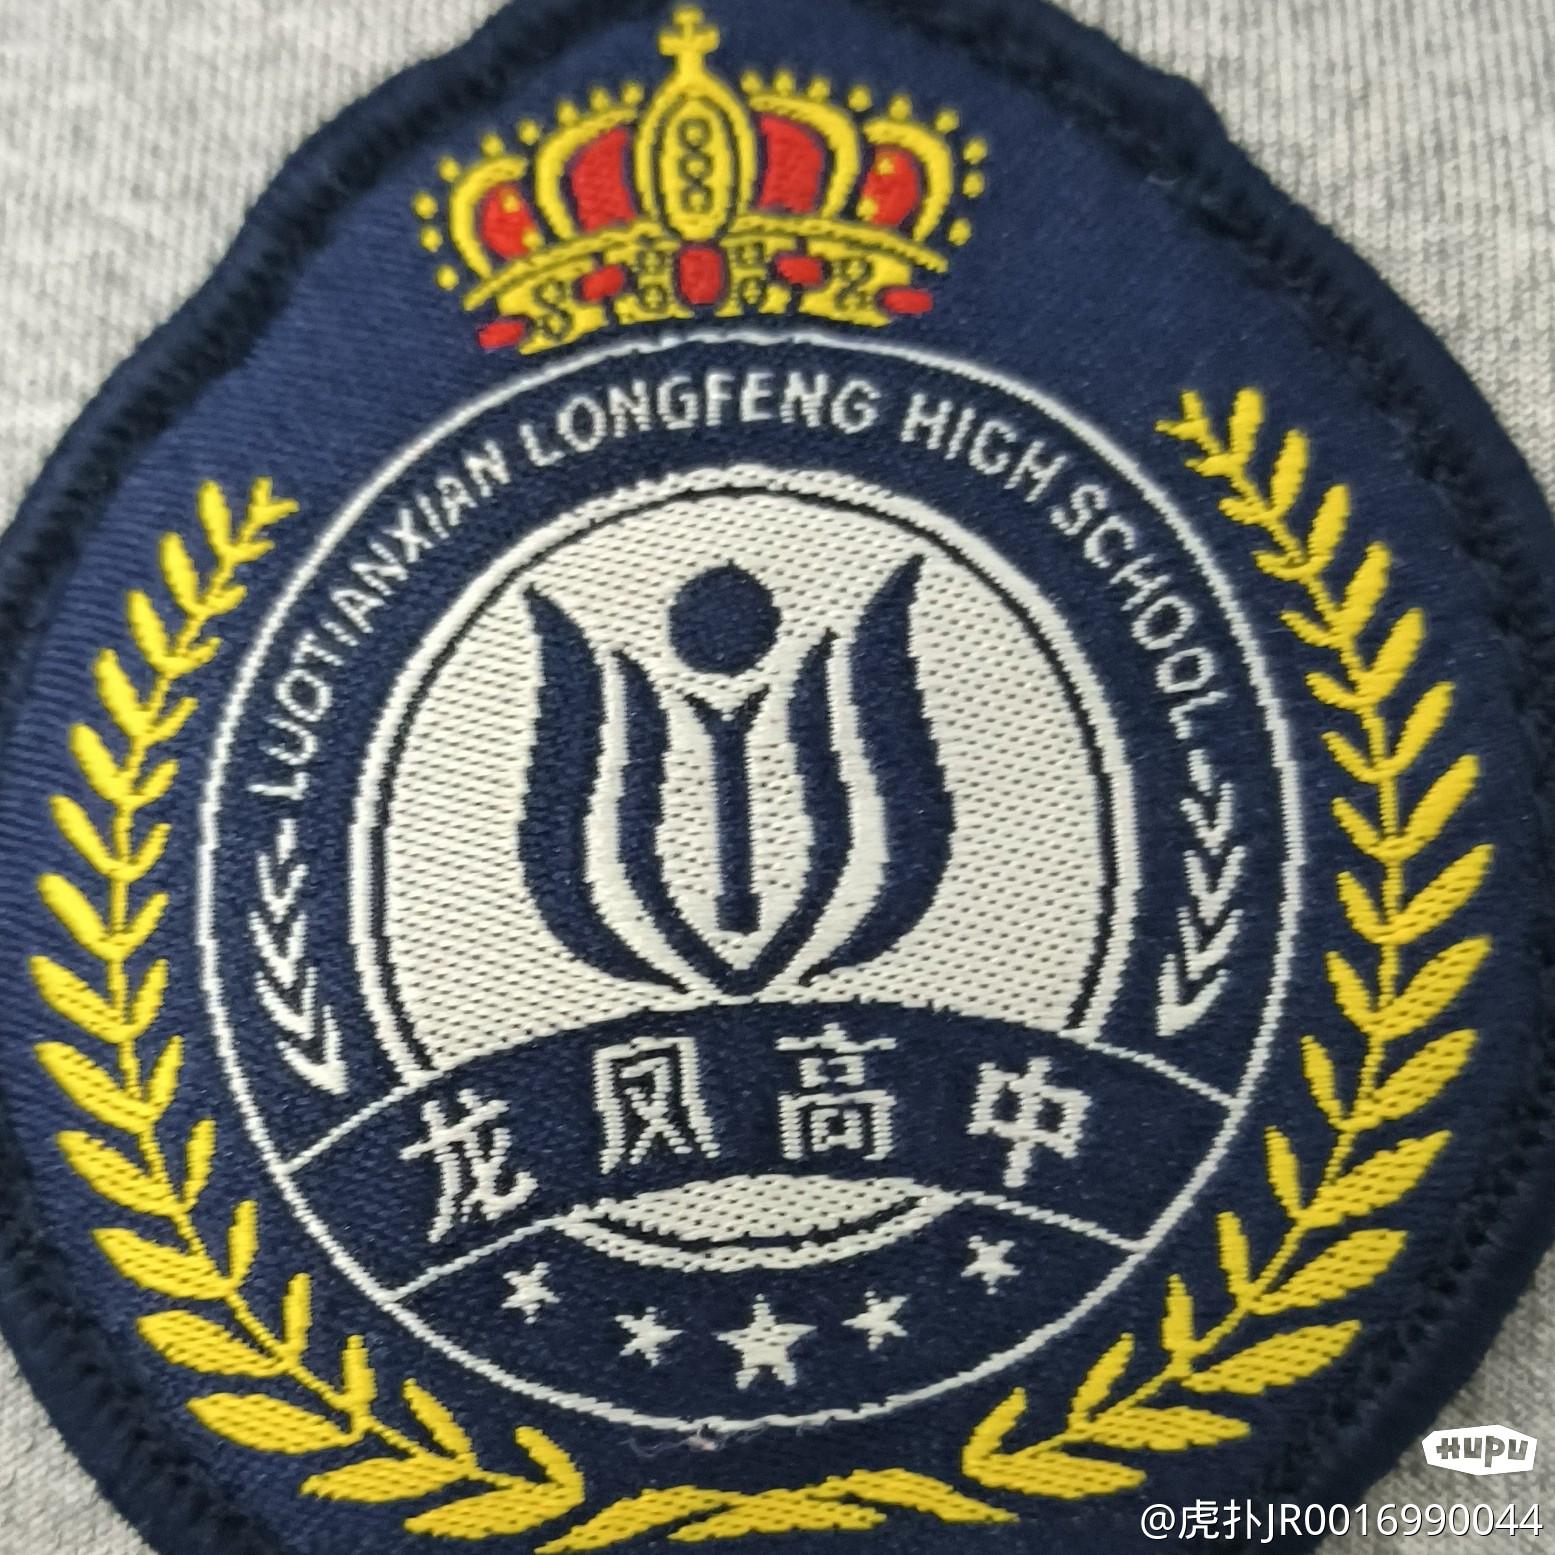 LUOTIANXIAN LONGFENG HIGH SCHOOL
龙凤高中
HUPU
@虎扑JR0016990044